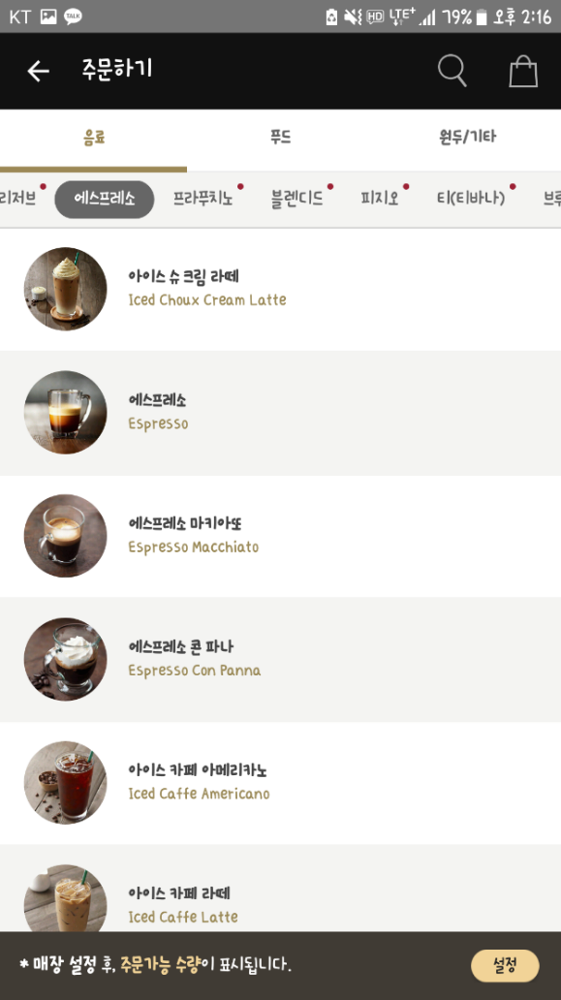 KT TALK HD LTE+ 79% 오후 2:16
주문하기
음료 푸드 원두/기타
리저브 에스프레소 프라푸치노 블렌디드 피지오 티(티바나)
아이스 슈크림 라떼
Iced Choux Cream Latte
에스프레소
Espresso
에스프레소 마키아또
Espresso Macchiato
에스프레소 콘 파나
Espresso Con Panna
아이스 카페 아메리카노
Iced Caffe Americano
아이스 카페 라떼
Iced Caffe Latte
* 매장 설정 후, 주문가능 수량이 표시됩니다. 설정